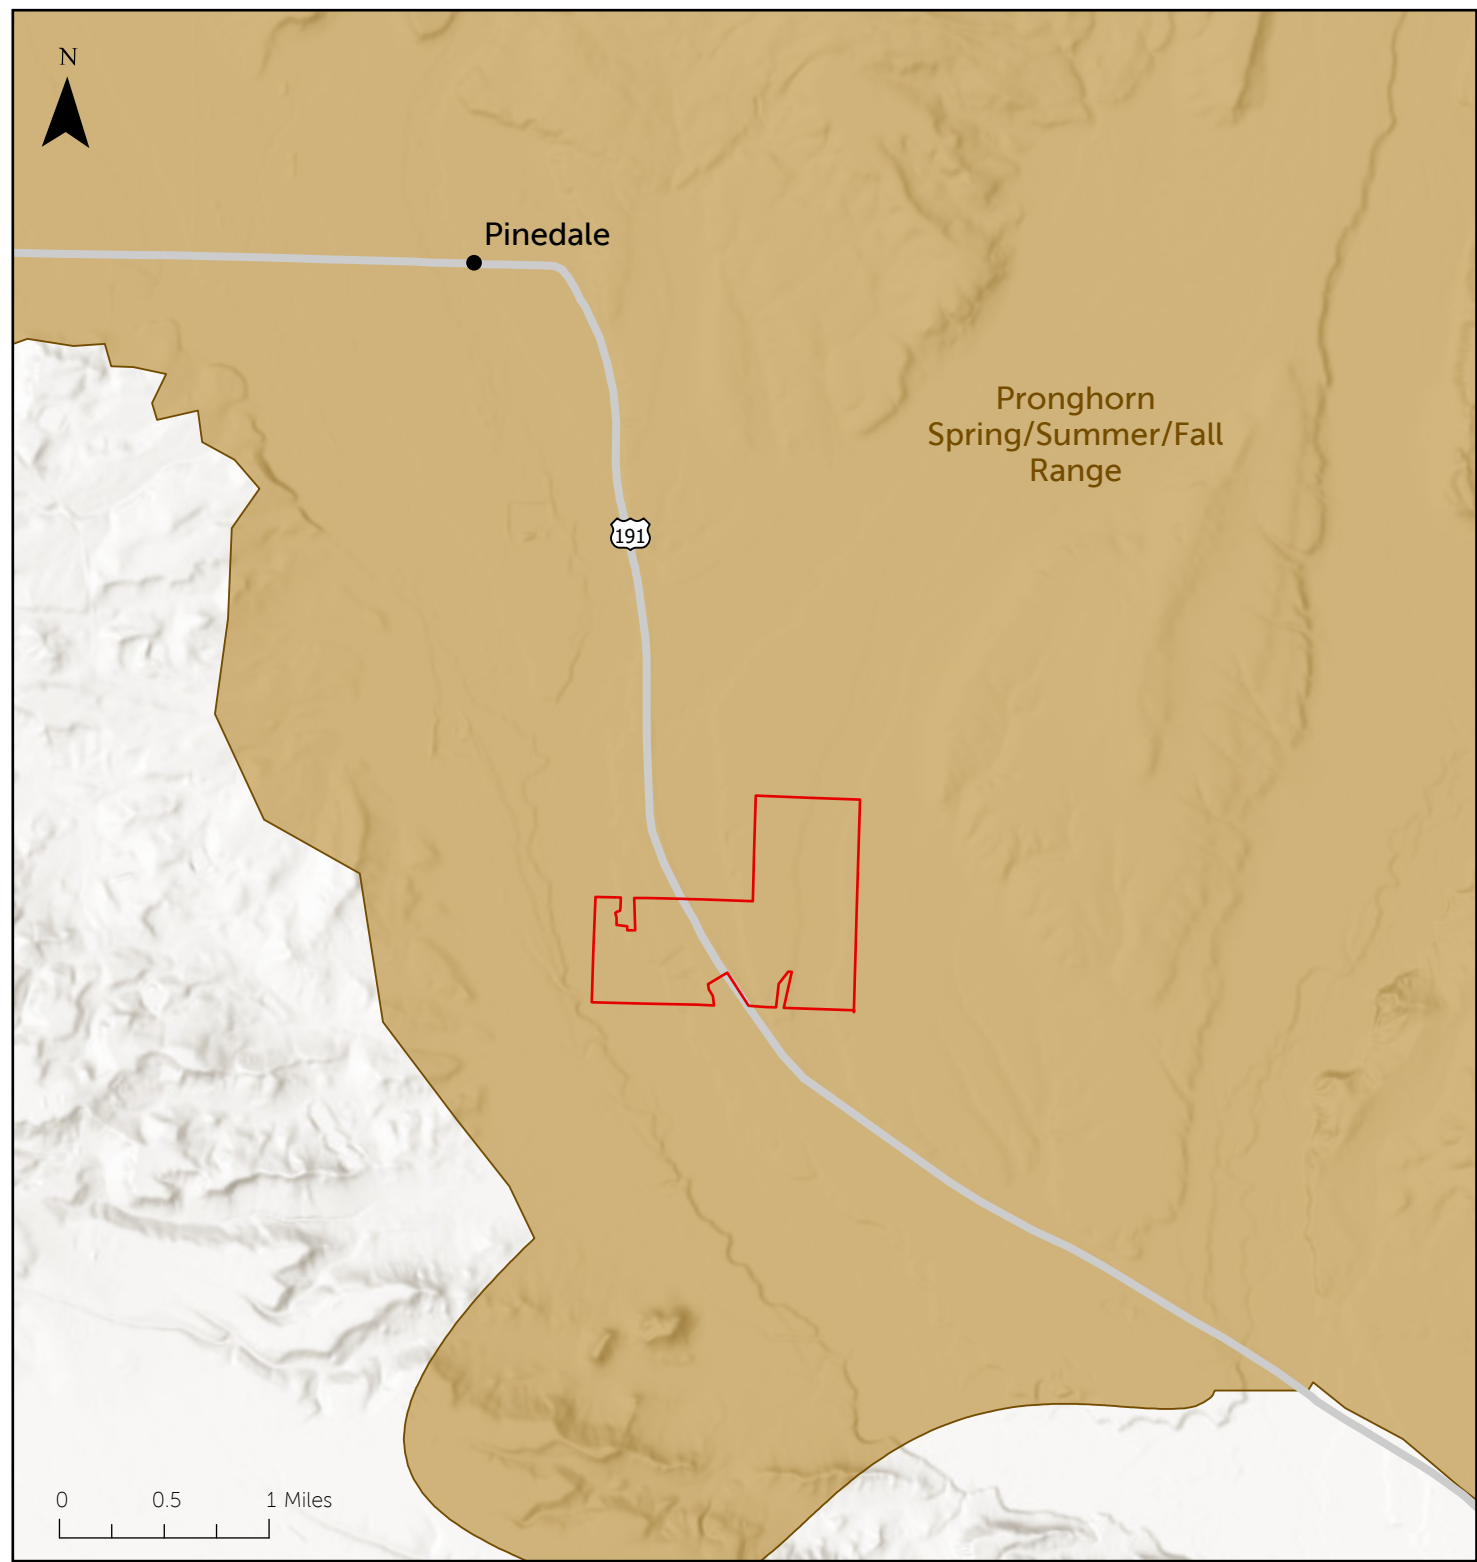 N
Pinedale
Pronghorn
Spring/Summer/Fall
Range
191
0 0.5 1 Miles